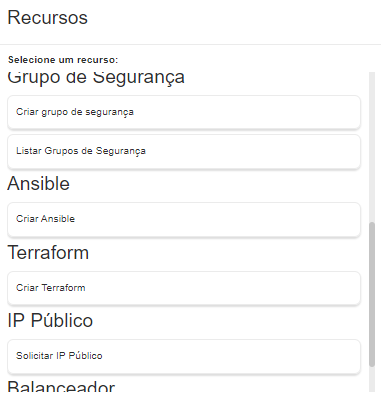 Recursos
Selecione um recurso:
Grupo de Segurança
Criar grupo de segurança
Listar Grupos de Segurança
Ansible
Criar Ansible
Terraform
Criar Terraform
IP Público
Solicitar IP Público
Balanceador